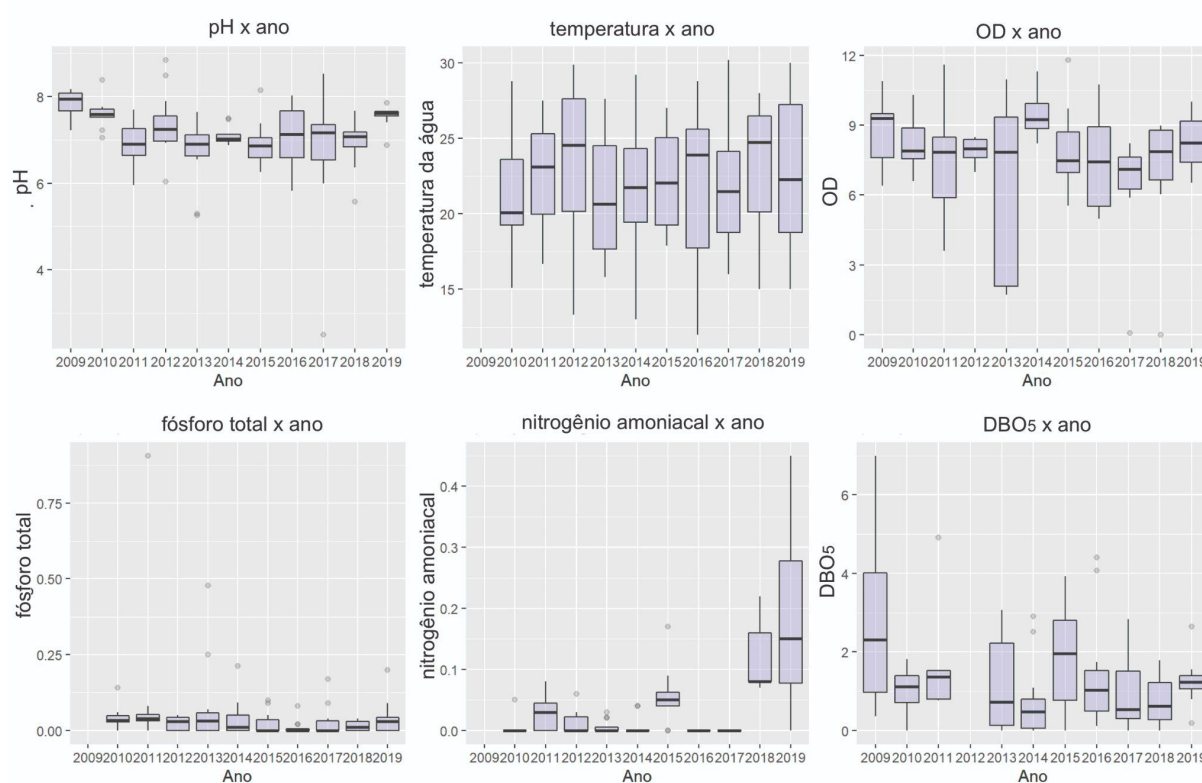 pH x ano
temperatura x ano
OD x ano
8
6
4
pH
2009 2010 2011 2012 2013 2014 2015 2016 2017 2018 2019
Ano
30
25
20
15
temperatura da água
2009 2010 2011 2012 2013 2014 2015 2016 2017 2018 2019
Ano
12
9
6
3
0
OD
2009 2010 2011 2012 2013 2014 2015 2016 2017 2018 2019
Ano
fósforo total x ano
nitrogênio amoniacal x ano
DBO5 x ano
0.75
0.50
0.25
0.00
fósforo total
2009 2010 2011 2012 2013 2014 2015 2016 2017 2018 2019
Ano
0.4
0.3
0.2
0.1
0.0
nitrogênio amoniacal
2009 2010 2011 2012 2013 2014 2015 2016 2017 2018 2019
Ano
6
4
2
0
DBO5
2009 2010 2011 2012 2013 2014 2015 2016 2017 2018 2019
Ano